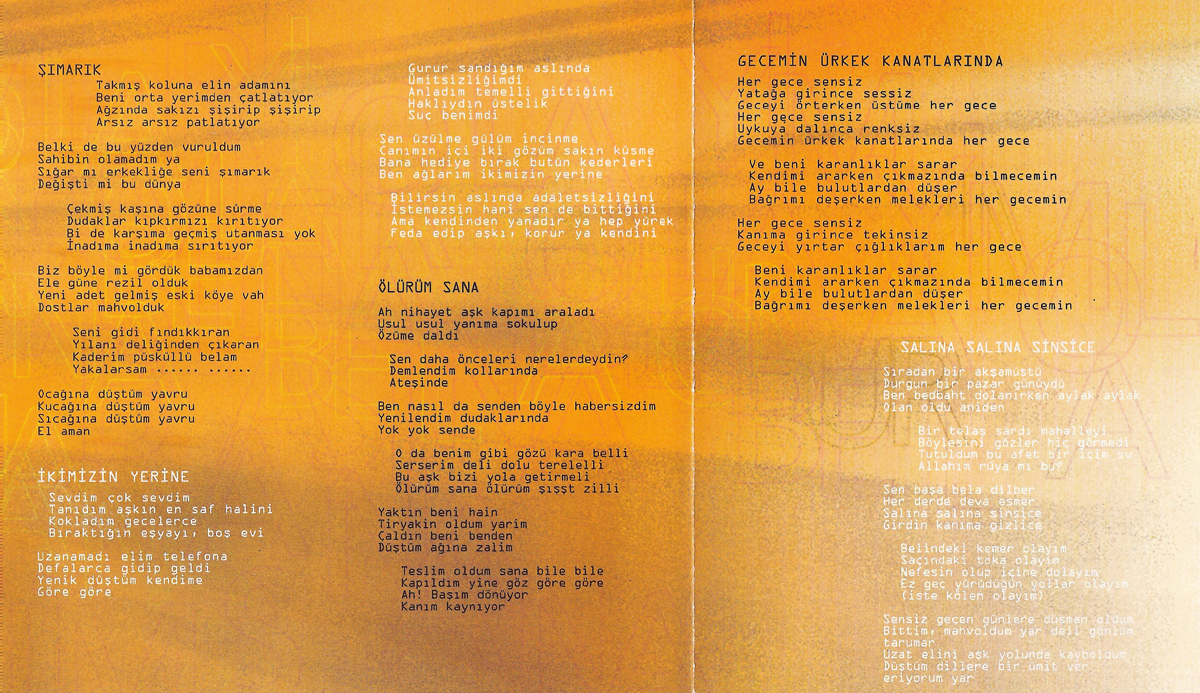 ŞIMARIK
Takmış koluna elin adamını
Beni orta yerimden çatlatıyor
Ağzında sakızı şişirip şişirip
Arsız arsız patlatıyor
Belki de bu yüzden vuruldum
Sahibin olamadım ya
Sığar mı erkekliğe seni şımarık
Değişti mi bu dünya
Çekmiş kaşına gözüne sürme
Dudaklar kıpkırmızı kırıtıyor
Bi de karşıma geçmiş utanması yok
İnadıma inadıma sırıtıyor
Biz böyle mi gördük babamızdan
Ele güne rezil olduk
Yeni adet gelmiş eski köye vah
Dostlar mahvolduk
Seni gidi fındıkkıran
Yılanı deliğinden çıkaran
Kaderim püsküllü belam
Yakalarsam ...... ......
Ocağına düştüm yavru
Kucağına düştüm yavru
Sıcağına düştüm yavru
El aman
İKİMİZİN YERİNE
Sevdim çok sevdim
Tanıdım aşkın en saf halini
Kokladım gecelerce
Bıraktığın eşyayı, boş evi
Uzanamadı elim telefona
Defalarca gidip geldi
Yenik düştüm kendime
Göre göre
Gurur sandığım aslında
Ümitsizliğimdi
Anladım temelli gittiğini
Haklıydın üstelik
Suç benimdi
Sen üzülme gülüm incinme
Canımın içi iki gözüm sakın küsme
Bana hediye bırak bütün kederleri
Ben ağlarım ikimizin yerine
Bilirsin aslında adaletsizliğini
İstemezsin hani sen de bittiğini
Ama kendinden yanadır ya hep yürek
Feda edip aşkı, korur ya kendini
ÖLÜRÜM SANA
Ah nihayet aşk kapımı araladı
Usul usul yanıma sokulup
Özüme daldı
Sen daha önceleri nerelerdeydin?
Demlendim kollarında
Ateşinde
Ben nasıl da senden böyle habersizdim
Yenilendim dudaklarında
Yok yok sende
O da benim gibi gözü kara belli
Serserim deli dolu terelelli
Bu aşk bizi yola getirmeli
Ölürüm sana ölürüm şışşt zilli
Yaktın beni hain
Tiryakin oldum yarim
Çaldın beni benden
Düştüm ağına zalim
Teslim oldum sana bile bile
Kapıldım yine göz göre göre
Ah! Başım dönüyor
Kanım kaynıyor
GECEMİN ÜRKEK KANATLARINDA
Her gece sensiz
Yatağa girince sessiz
Geceyi örterken üstüme her gece
Her gece sensiz
Uykuya dalınca renksiz
Gecemin ürkek kanatlarında her gece
Ve beni karanlıklar sarar
Kendimi ararken çıkmazında bilmecemin
Ay bile bulutlardan düşer
Bağrımı deşerken melekleri her gecemin
Her gece sensiz
Kanıma girince tekinsiz
Geceyi yırtar çığlıklarım her gece
Beni karanlıklar sarar
Kendimi ararken çıkmazında bilmecemin
Ay bile bulutlardan düşer
Bağrımı deşerken melekleri her gecemin
SALINA SALINA SİNSİCE
Sıradan bir akşamüstü
Durgun bir pazar günüydü
Ben bedbaht dolanırken aylak aylak
Olan oldu aniden
Bir telaş sardı mahalleyi
Böylesini gözler hiç görmedi
Tutuldum bu afet bir içim su
Allahım rüya mı bu?
Sen başa bela dilber
Her derde deva esmer
Salına salına sinsice
Girdin kanıma gizlice
Belindeki kemer olayım
Saçındaki toka olayım
Nefesin olup içine dolayım
Ez geç yürüdüğün yollar olayım
(iste kölen olayım)
Sensiz geçen günlere düşman oldum
Bittim, mahvoldum yar deli gönlüm
tarumar
Uzat elini aşk yolunda kayboldum
Düştüm dillere bir ümit ver
eriyorum yar